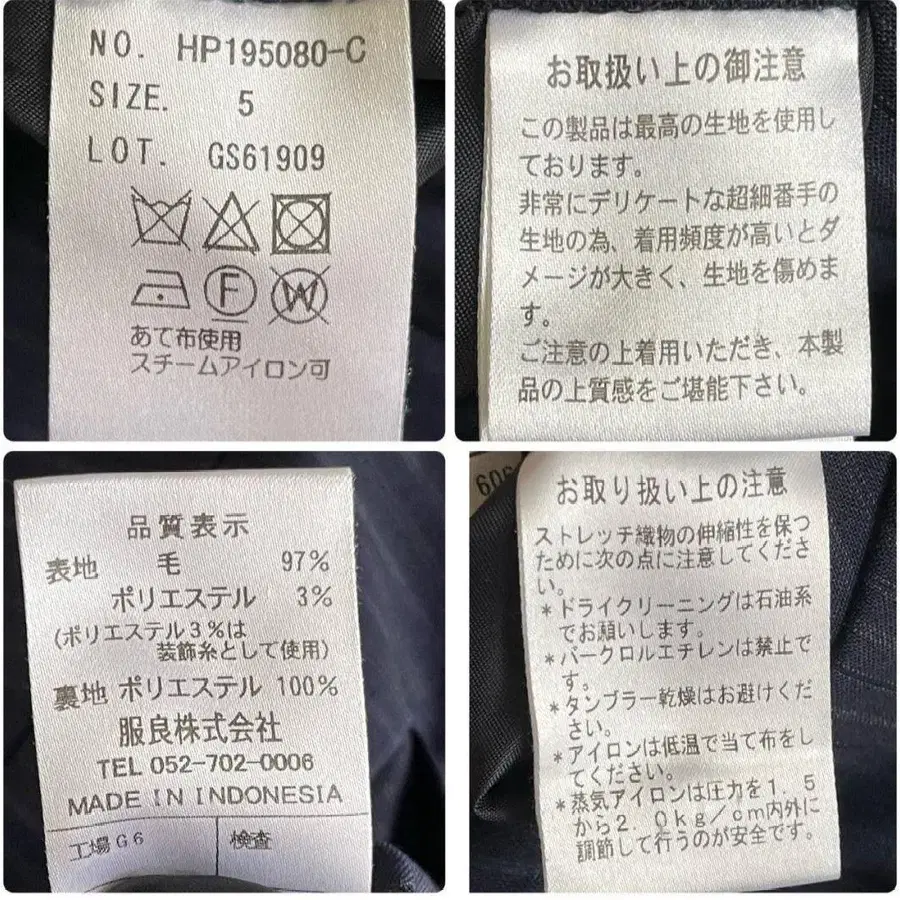 NO. HP195080-C
SIZE. 5
LOT. GS61909
F
W
あて布使用
スチームアイロン可
お取扱い上の御注意
この製品は最高の生地を使用し
ております。
非常にデリケートな超細番手の
生地の為、着用頻度が高いとダ
メージが大きく、生地を傷めま
す。
ご注意の上着用いただき、本製
品の上質感をご堪能下さい。
品質表示
表地 毛 97%
ポリエステル 3%
(ポリエステル3%は
装飾糸として使用)
裏地 ポリエステル 100%
服良株式会社
TEL 052-702-0006
MADE IN INDONESIA
工場G6 検査
606
お取り扱い上の注意
ストレッチ織物の伸縮性を保つ
ために次の点に注意してくださ
い。
*ドライクリーニングは石油系
でお願いします。
*パークロルエチレンは禁止で
す。
*タンブラー乾燥はお避けくだ
さい。
*アイロンは低温で当て布をし
てください。
*蒸気アイロンは圧力を1.5
から2.0kg/cm内外に
調節して行うのが安全です。